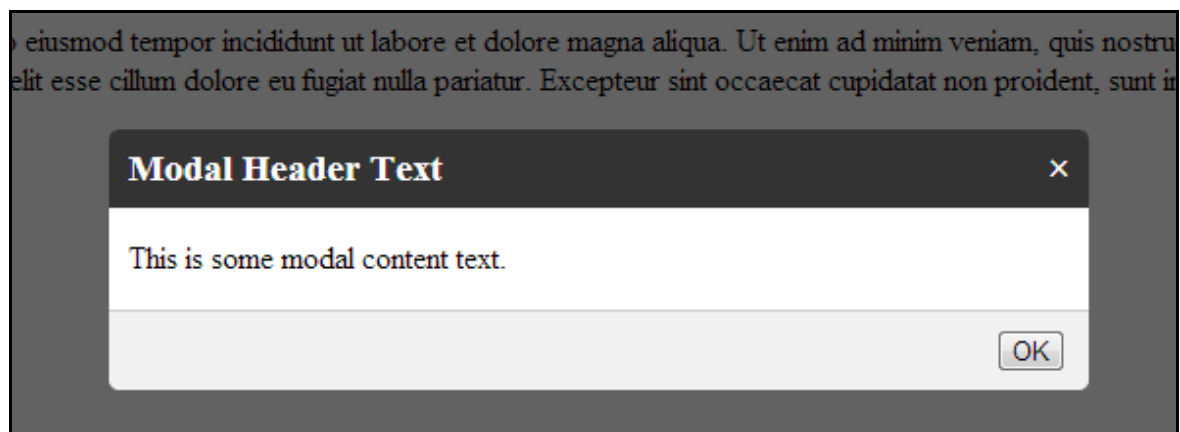 eiusmod tempor incididunt ut labore et dolore magna aliqua. Ut enim ad minim veniam, quis nostru
elit esse cillum dolore eu fugiat nulla pariatur. Excepteur sint occaecat cupidatat non proident, sunt in
Modal Header Text ×
This is some modal content text.
OK